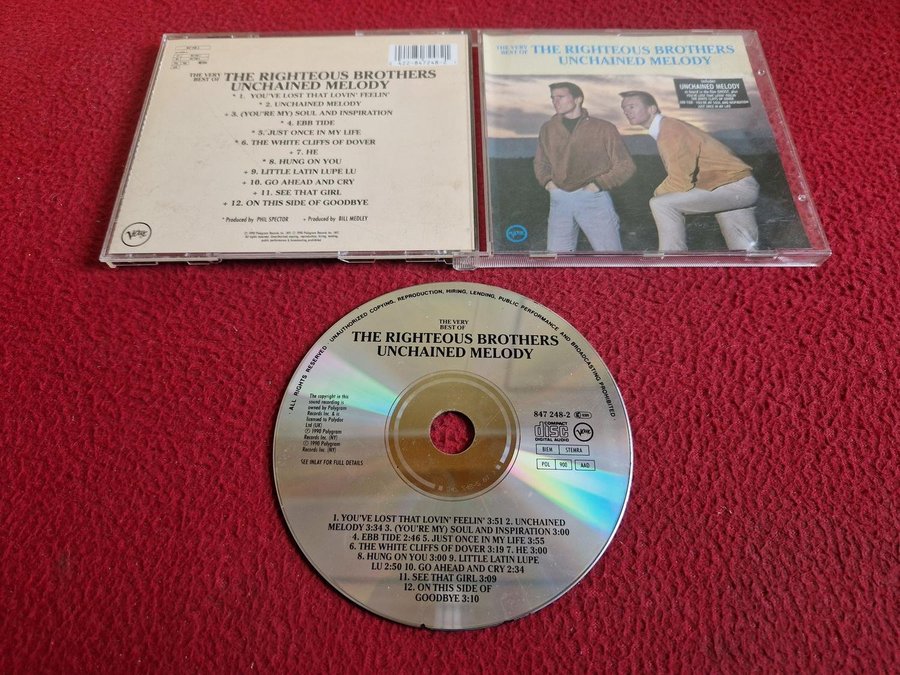 THE VERY
BEST OF
THE RIGHTEOUS BROTHERS
UNCHAINED MELODY
* 1. YOU'VE LOST THAT LOVIN' FEELIN'
* 2. UNCHAINED MELODY
+ 3. (YOU'RE MY) SOUL AND INSPIRATION
* 4. EBB TIDE
* 5. JUST ONCE IN MY LIFE
* 6. THE WHITE CLIFFS OF DOVER
+ 7. HE
* 8. HUNG ON YOU
+ 9. LITTLE LATIN LUPE LU
+ 10. GO AHEAD AND CRY
+ 11. SEE THAT GIRL
+ 12. ON THIS SIDE OF GOODBYE
* Produced by PHIL SPECTOR + Produced by BILL MEDLEY
VERVE
THE VERY
BEST OF
THE RIGHTEOUS BROTHERS
UNCHAINED MELODY
UNCHAINED MELODY
VERVE
ALL RIGHTS RESERVED UNAUTHORIZED COPYING, REPRODUCTION, HIRING, LENDING, PUBLIC PERFORMANCE AND BROADCASTING PROHIBITED
THE VERY
BEST OF
THE RIGHTEOUS BROTHERS
UNCHAINED MELODY
The copyright in this
sound recording is
owned by Polygram
Records Inc. & is
licensed to Polydor
Ltd (UK)
℗ 1990 Polygram
Records Inc. (NY)
© 1990 Polygram
Records Inc. (NY)
SEE INLAY FOR FULL DETAILS
847 248-2
COMPACT
disc
DIGITAL AUDIO
VERVE
BIEM STEMRA
POL 900 AAD
1. YOU'VE LOST THAT LOVIN' FEELIN' 3:51 2. UNCHAINED
MELODY 3:34 3. (YOU'RE MY) SOUL AND INSPIRATION 3:00
4. EBB TIDE 2:46 5. JUST ONCE IN MY LIFE 3:55
6. THE WHITE CLIFFS OF DOVER 3:19 7. HE 3:00
8. HUNG ON YOU 3:00 9. LITTLE LATIN LUPE
LU 2:50 10. GO AHEAD AND CRY 2:34
11. SEE THAT GIRL 3:09
12. ON THIS SIDE OF
GOODBYE 3:10